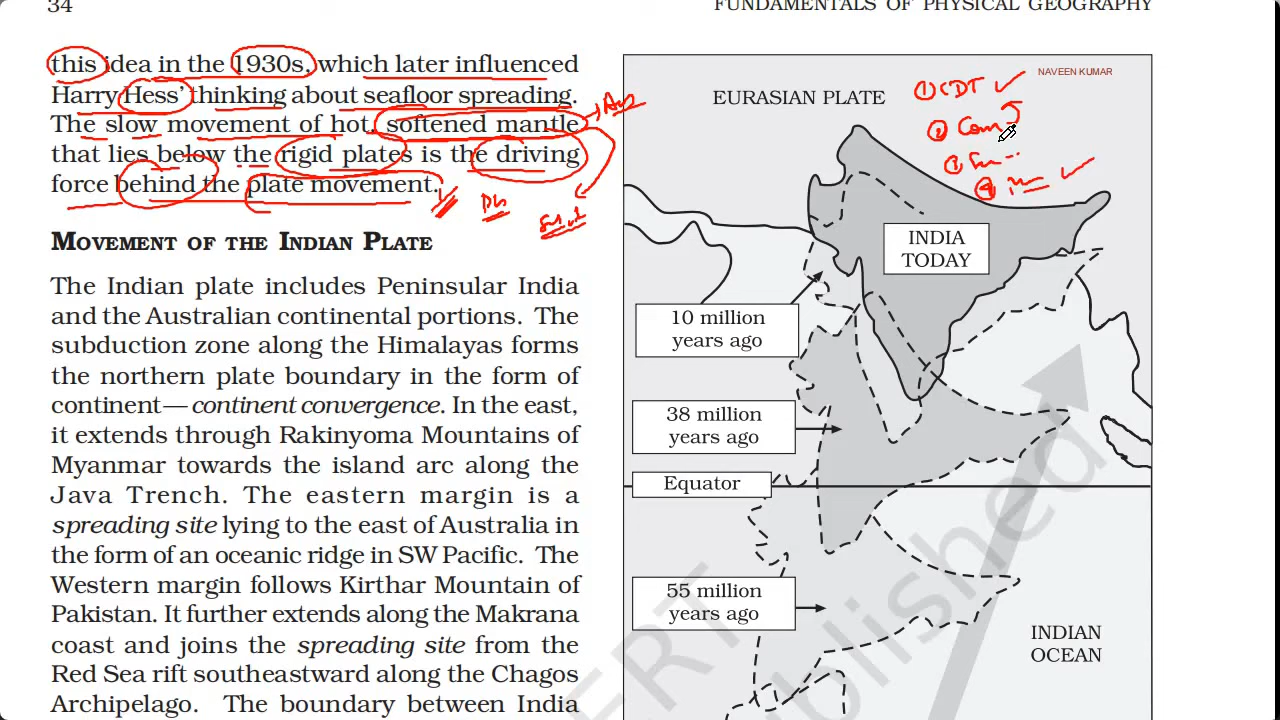 34
FUNDAMENTALS OF PHYSICAL GEOGRAPHY
this idea in the 1930s, which later influenced
Harry Hess' thinking about seafloor spreading.
The slow movement of hot, softened mantle
that lies below the rigid plates is the driving
force behind the plate movement.
MOVEMENT OF THE INDIAN PLATE
The Indian plate includes Peninsular India
and the Australian continental portions. The
subduction zone along the Himalayas forms
the northern plate boundary in the form of
continent— continent convergence. In the east,
it extends through Rakinyoma Mountains of
Myanmar towards the island arc along the
Java Trench. The eastern margin is a
spreading site lying to the east of Australia in
the form of an oceanic ridge in SW Pacific. The
Western margin follows Kirthar Mountain of
Pakistan. It further extends along the Makrana
coast and joins the spreading site from the
Red Sea rift southeastward along the Chagos
Archipelago. The boundary between India
NAVEEN KUMAR
EURASIAN PLATE
① CDT
②
③
④
INDIA
TODAY
10 million
years ago
38 million
years ago
Equator
55 million
years ago
INDIAN
OCEAN